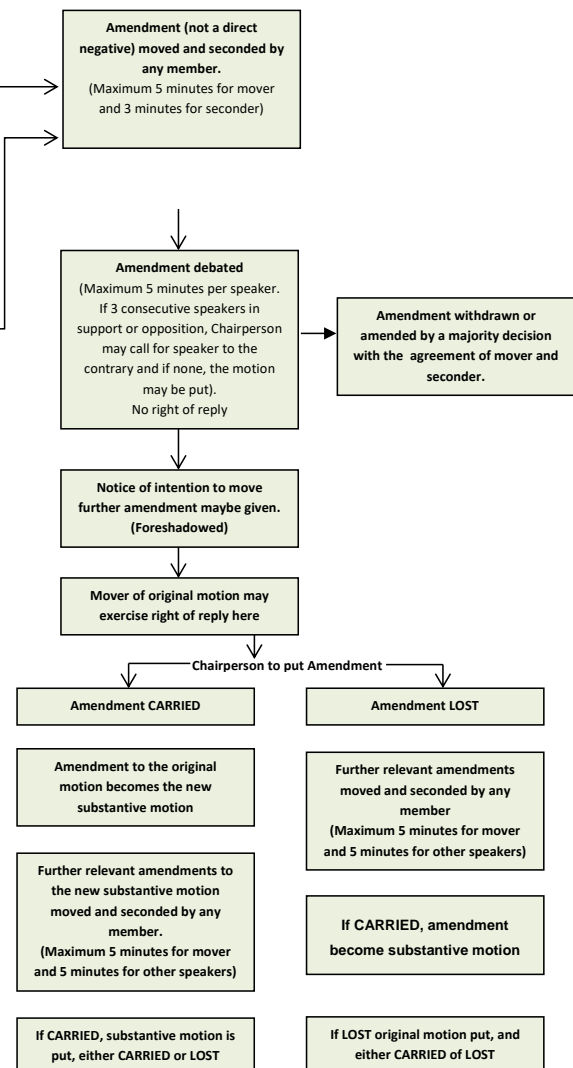 Amendment (not a direct
negative) moved and seconded by
any member.
(Maximum 5 minutes for mover
and 3 minutes for seconder)
Amendment debated
(Maximum 5 minutes per speaker.
If 3 consecutive speakers in
support or opposition, Chairperson
may call for speaker to the
contrary and if none, the motion
may be put).
No right of reply
Amendment withdrawn or
amended by a majority decision
with the agreement of mover and
seconder.
Notice of intention to move
further amendment maybe given.
(Foreshadowed)
Mover of original motion may
exercise right of reply here
Chairperson to put Amendment
Amendment CARRIED
Amendment to the original
motion becomes the new
substantive motion
Further relevant amendments to
the new substantive motion
moved and seconded by any
member.
(Maximum 5 minutes for mover
and 5 minutes for other speakers)
If CARRIED, substantive motion is
put, either CARRIED or LOST
Amendment LOST
Further relevant amendments
moved and seconded by any
member
(Maximum 5 minutes for mover
and 5 minutes for other speakers)
If CARRIED, amendment
become substantive motion
If LOST original motion put, and
either CARRIED of LOST